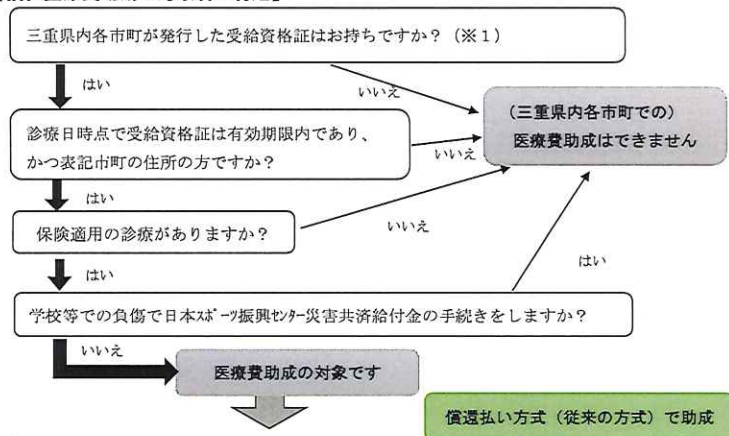 三重県内各市町が発行した受給資格証はお持ちですか？（※１）
はい
いいえ
（三重県内各市町での）
医療費助成はできません
診療日時点で受給資格証は有効期限内であり、
かつ表記市町の住所の方ですか？
いいえ
はい
保険適用の診療がありますか？
いいえ
はい
はい
学校等での負傷で日本ｽﾎﾟｰﾂ振興ｾﾝﾀｰ災害共済給付金の手続きをしますか？
いいえ
医療費助成の対象です
償還払い方式（従来の方式）で助成